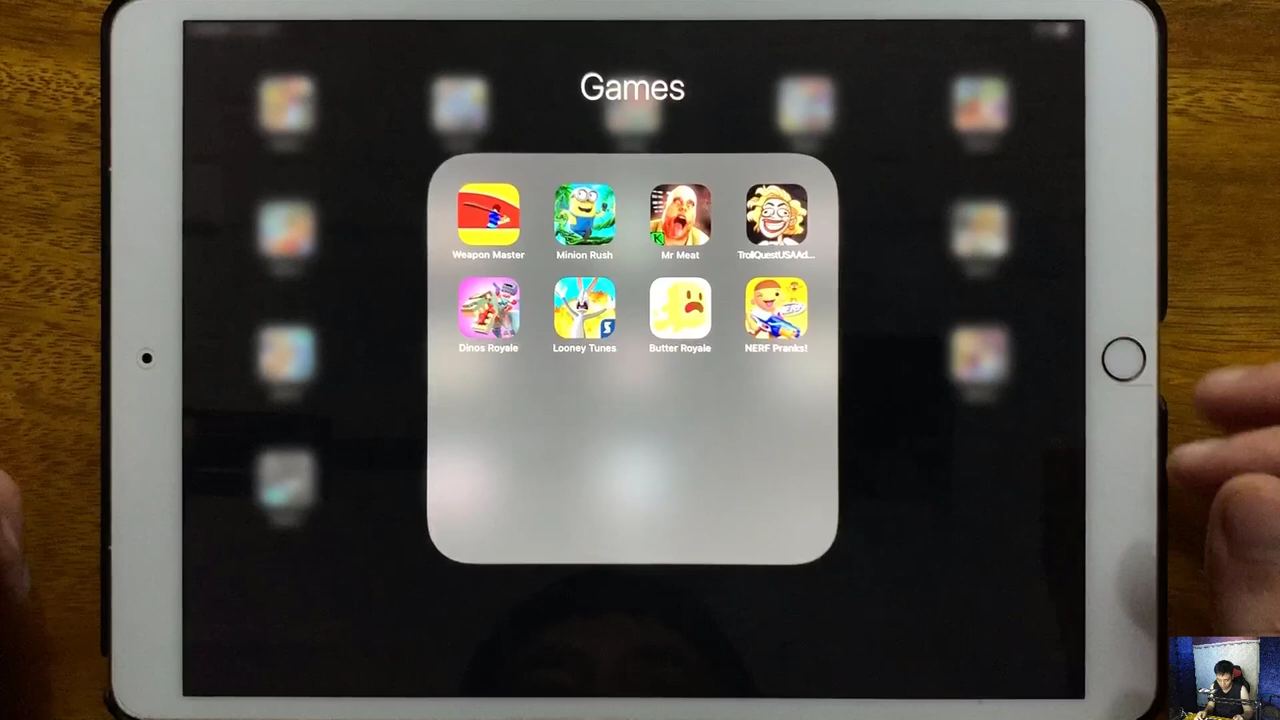 Games
Weapon Master Minion Rush Mr Meat TrollQuestUSAAd...
Dinos Royale Looney Tunes Butter Royale NERF Pranks!